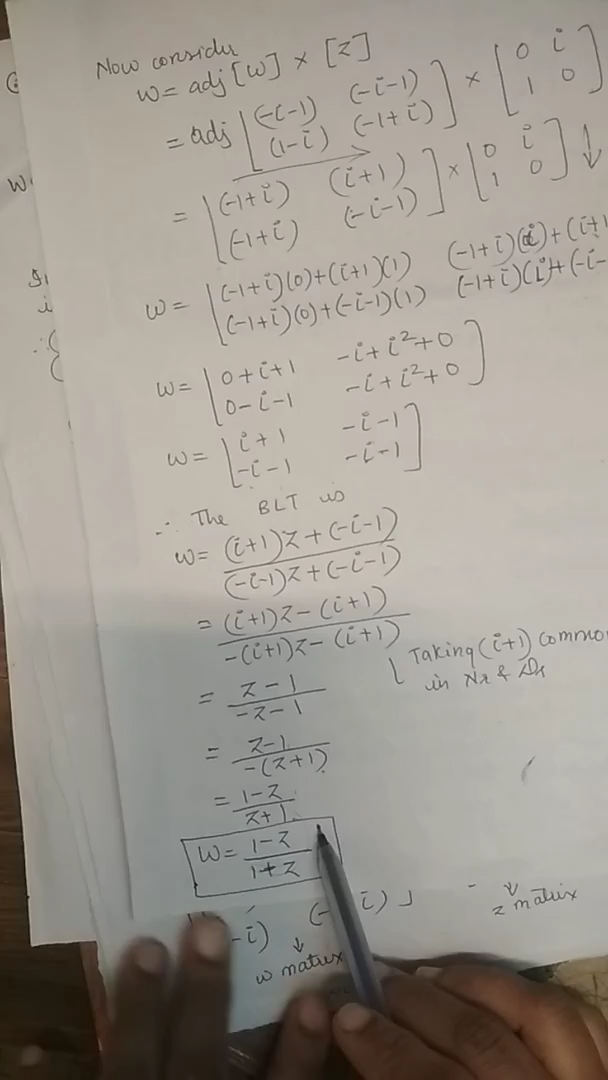 Now consider
w = adj[w] × [z]
= adj [ (-i-1) (-i-1)
(1-i) (-1+i) ] × [ 0 i
1 0 ]
= [ (-1+i) (i+1)
(-1+i) (-i-1) ] × [ 0 i
1 0 ] ↓
w = [ (-1+i)(0)+(i+1)(1) (-1+i)(i)+(i+1
(-1+i)(0)+(-i-1)(1) (-1+i)(i)+(-i-
w = [ 0+i+1 -i+i²+0
0-i-1 -i+i²+0 ]
w = [ i+1 -i-1
-i-1 -i-1 ]
∴ The BLT is
w = (i+1)z+(-i-1)
(-i-1)z+(-i-1)
= (i+1)z-(i+1)
-(i+1)z-(i+1)
Taking (i+1) common
in Nr & Dr
= z-1
-z-1
= z-1
-(z+1)
= 1-z
z+1
w = 1-z
1+z
-i) (- i) ]
↓
w matrix
↓
z matrix